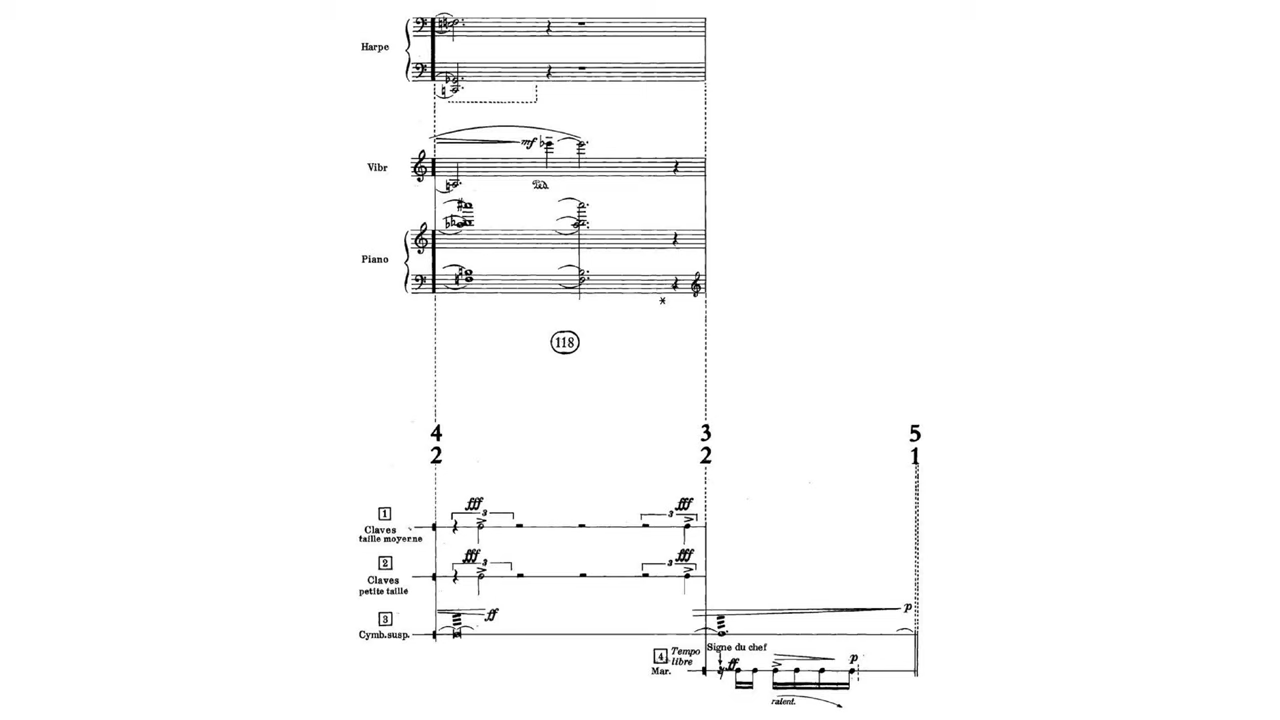 Harpe
mf
Vibr
Ped.
Piano
*
118
4 3 5
2 2 1
fff fff
1 3 3
Claves
taille moyenne
fff fff
2 3 3
Claves
petite taille
3 ff p
Cymb. susp.
Signe du chef
4 Tempo libre ff p
Mar.
ralent.